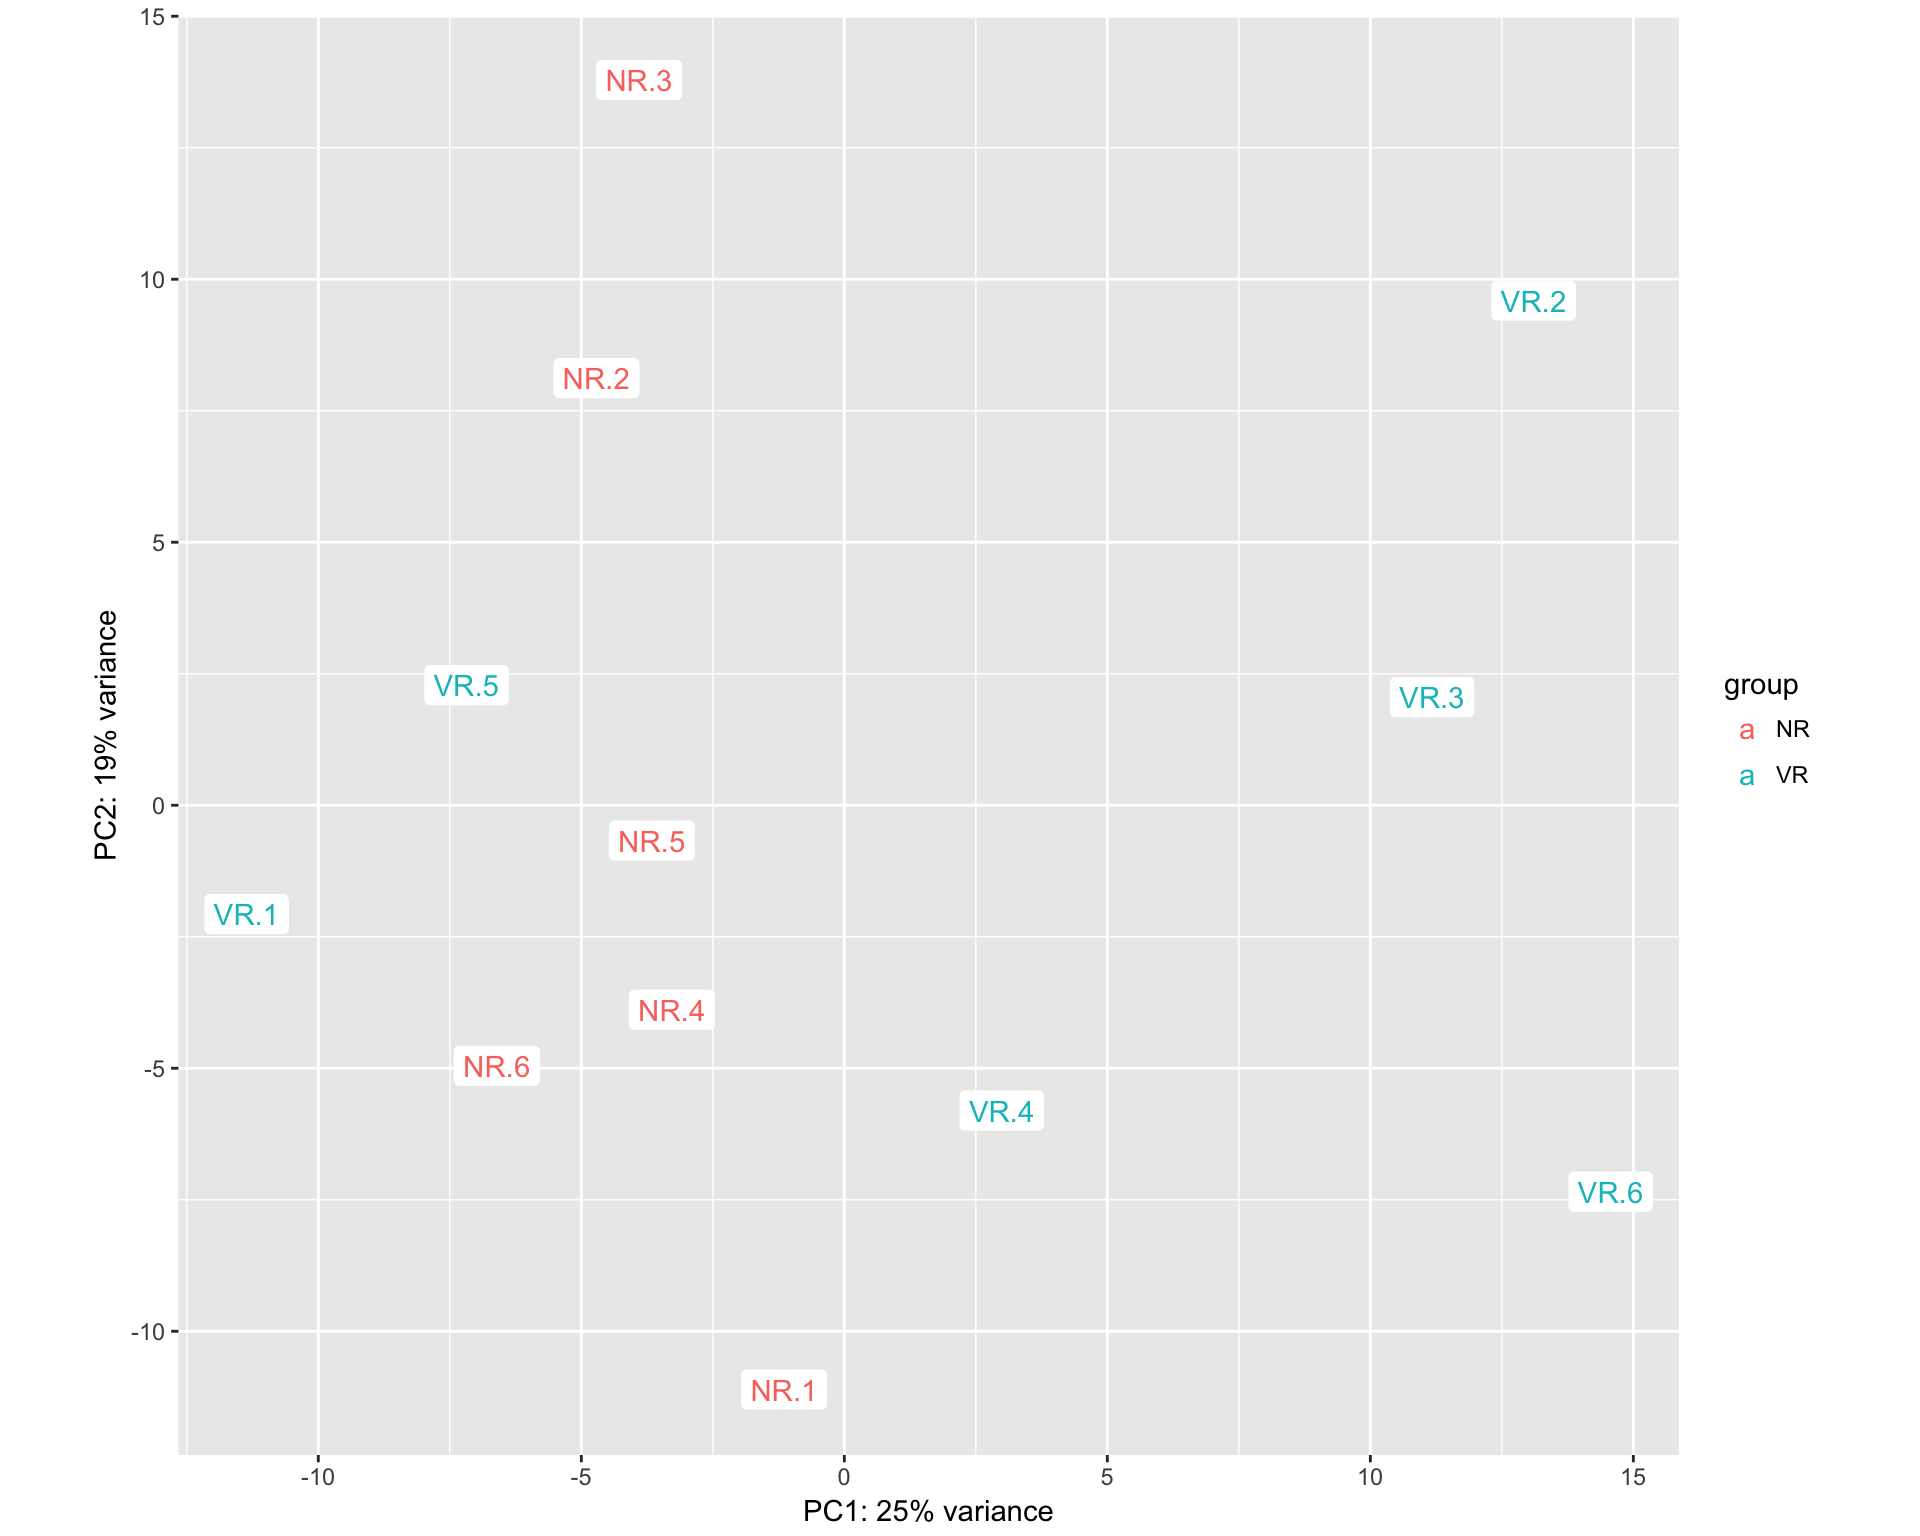 15
NR.3
10
VR.2
NR.2
5
VR.5
VR.3
0
NR.5
VR.1
NR.4
-5
NR.6
VR.4
VR.6
-10
NR.1
-10 -5 0 5 10 15
PC1: 25% variance
PC2: 19% variance
group
a NR
a VR